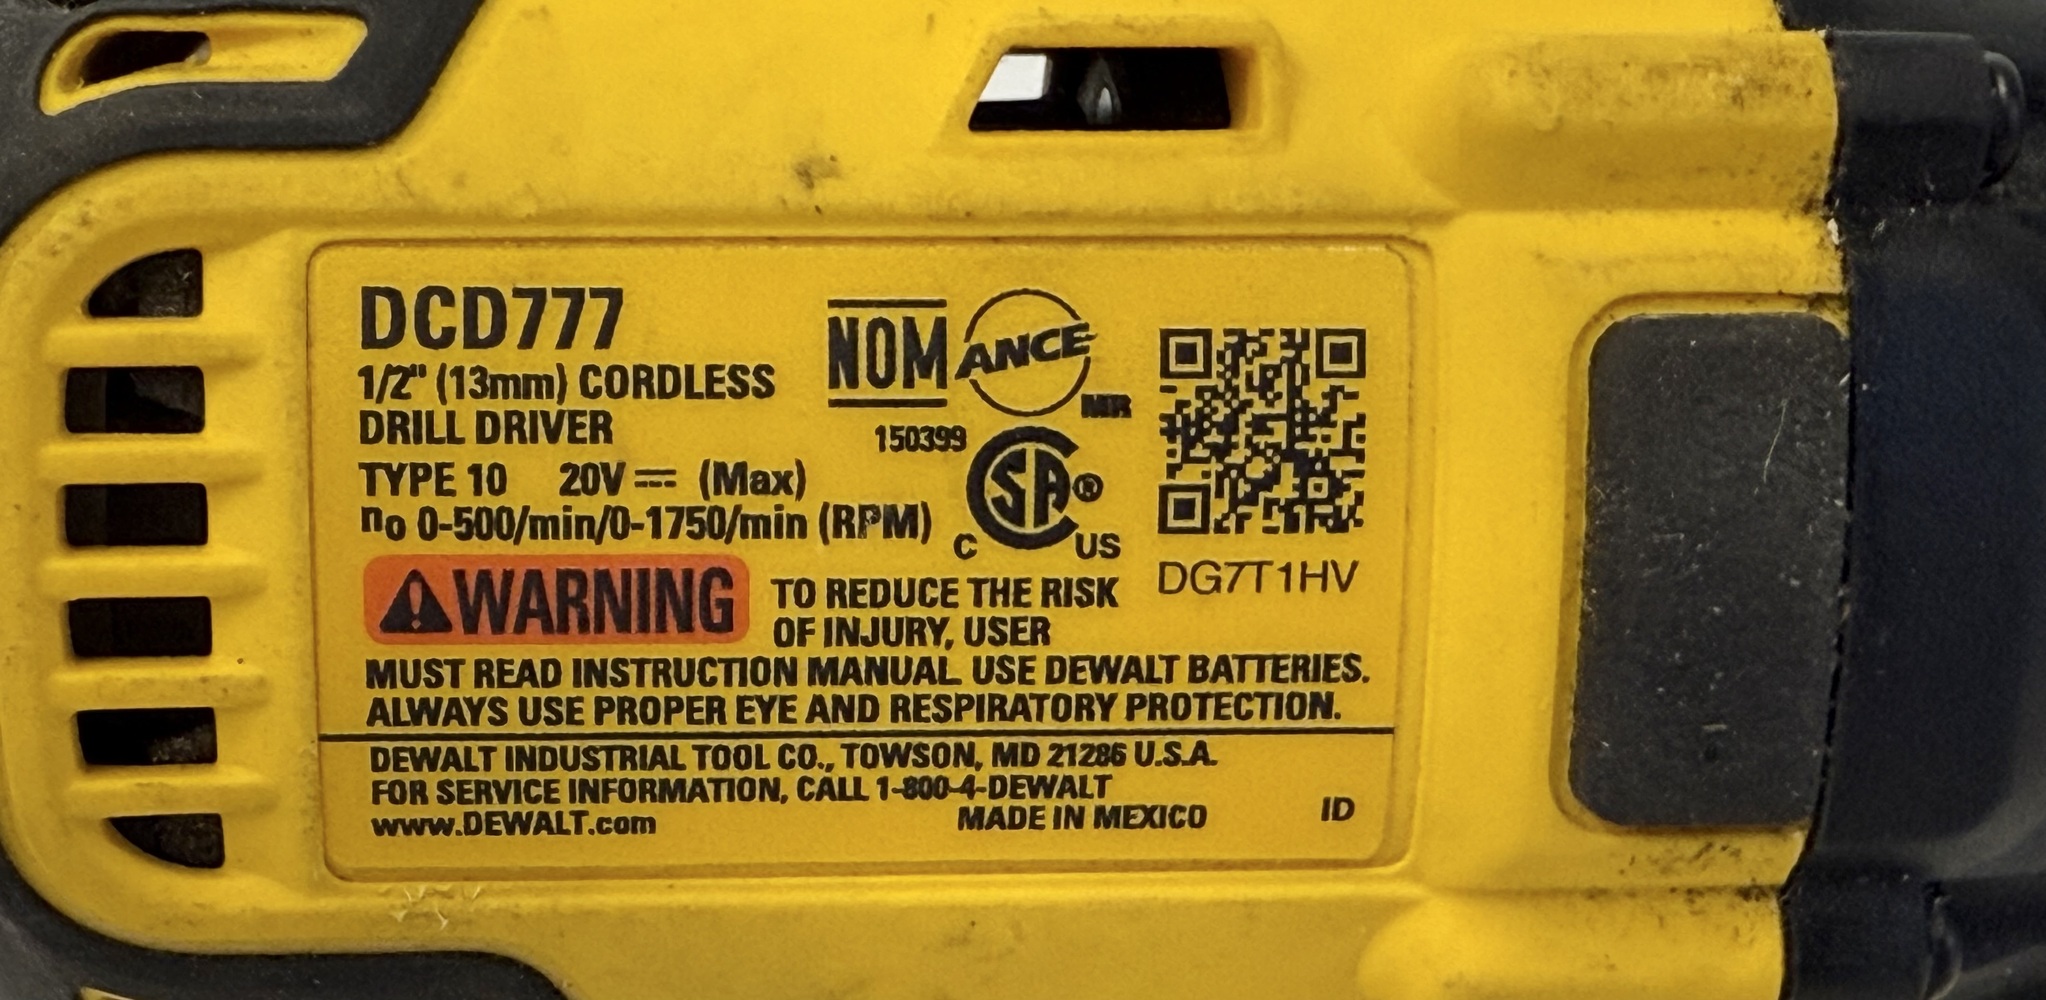 DCD777
1/2" (13mm) CORDLESS
DRILL DRIVER
TYPE 10 20V ⎓ (Max)
no 0-500/min/0-1750/min (RPM)
NOM
ANCE
MR
150399
CSA®
C US
DG7T1HV
⚠WARNING TO REDUCE THE RISK
OF INJURY, USER
MUST READ INSTRUCTION MANUAL. USE DEWALT BATTERIES.
ALWAYS USE PROPER EYE AND RESPIRATORY PROTECTION.
DEWALT INDUSTRIAL TOOL CO., TOWSON, MD 21286 U.S.A.
FOR SERVICE INFORMATION, CALL 1-800-4-DEWALT
www.DEWALT.com MADE IN MEXICO ID